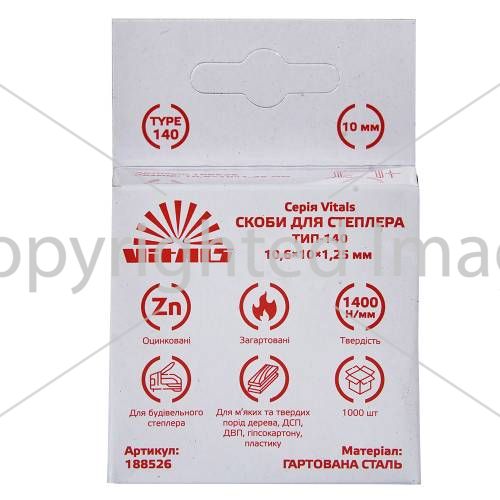 TYPE
140
10 мм
Серія Vitals
СКОБИ ДЛЯ СТЕПЛЕРА
ТИП 140
10,6×10×1,25 мм
VITALS
Zn
1400
Н/мм
Оцинковані
Загартовані
Твердість
Для будівельного
степлера
Для м'яких та твердих
порід дерева, ДСП,
ДВП, гіпсокартону,
пластику
1000 шт
Артикул:
188526
Матеріал:
ГАРТОВАНА СТАЛЬ
opyrighted Imag